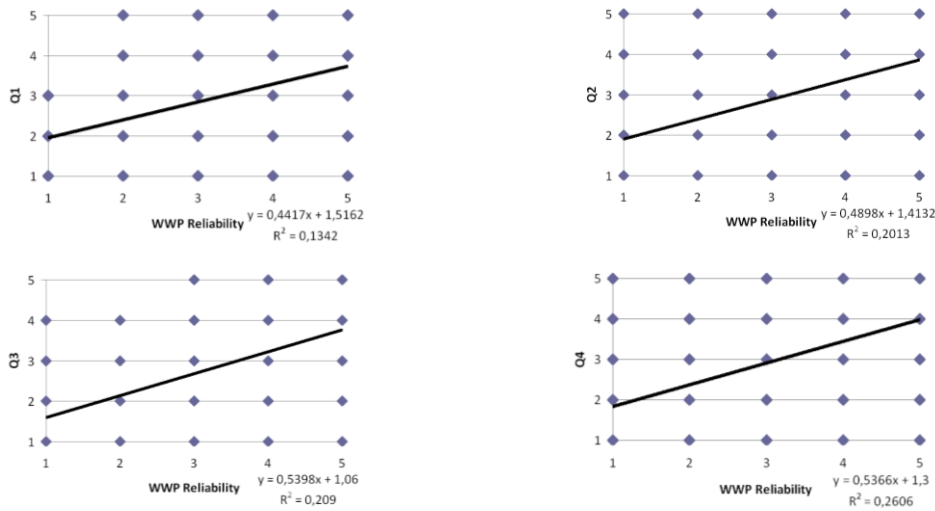 5
4
3
2
1
Q1
1 2 3 4 5
WWP Reliability
y = 0,4417x + 1,5162
R² = 0,1342
5
4
3
2
1
Q2
1 2 3 4 5
WWP Reliability
y = 0,4898x + 1,4132
R² = 0,2013
5
4
3
2
1
Q3
1 2 3 4 5
WWP Reliability
y = 0,5398x + 1,06
R² = 0,209
5
4
3
2
1
Q4
1 2 3 4 5
WWP Reliability
y = 0,5366x + 1,3
R² = 0,2606